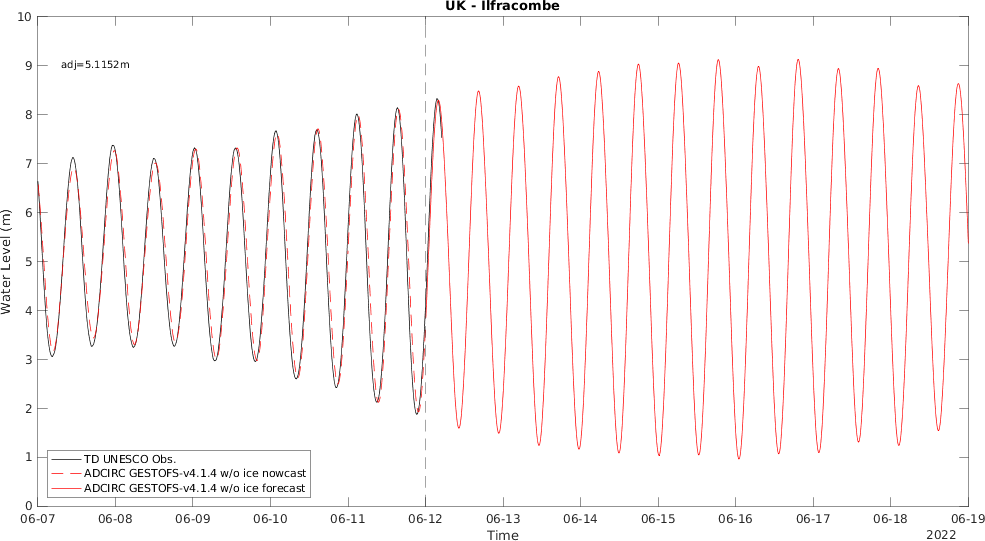 UK - Ilfracombe
10
9
8
7
6
5
4
3
2
1
0
Water Level (m)
adj=5.1152m
TD UNESCO Obs.
ADCIRC GESTOFS-v4.1.4 w/o ice nowcast
ADCIRC GESTOFS-v4.1.4 w/o ice forecast
06-07 06-08 06-09 06-10 06-11 06-12 06-13 06-14 06-15 06-16 06-17 06-18 06-19
Time
2022